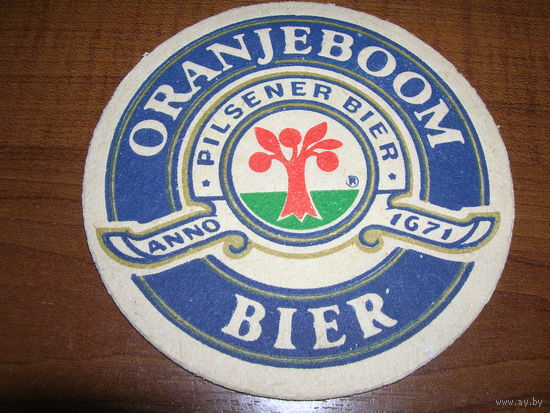 ORANJEBOOM
PILSENER BIER
®
ANNO 1671
BIER
© www.ay.by